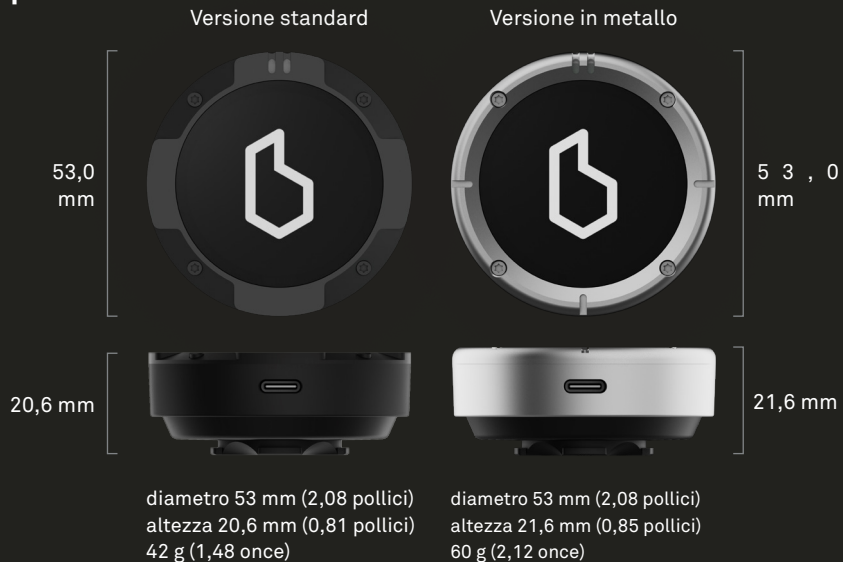 Versione standard
Versione in metallo
53,0
mm
5 3 , 0
mm
20,6 mm
21,6 mm
diametro 53 mm (2,08 pollici)
altezza 20,6 mm (0,81 pollici)
42 g (1,48 once)
diametro 53 mm (2,08 pollici)
altezza 21,6 mm (0,85 pollici)
60 g (2,12 once)